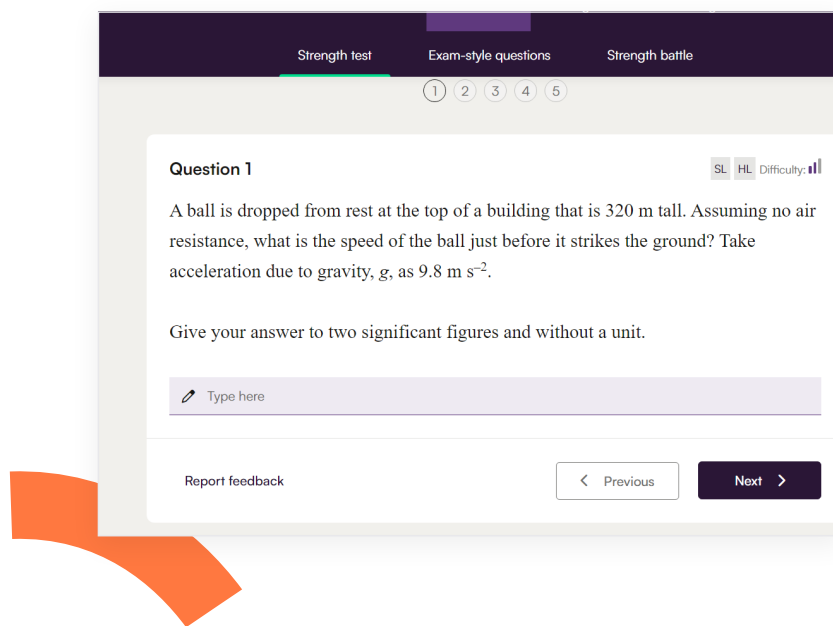 Strength test Exam-style questions Strength battle
1 2 3 4 5
Question 1 SL HL Difficulty:
A ball is dropped from rest at the top of a building that is 320 m tall. Assuming no air
resistance, what is the speed of the ball just before it strikes the ground? Take
acceleration due to gravity, g, as 9.8 m s⁻².
Give your answer to two significant figures and without a unit.
Type here
Report feedback Previous Next